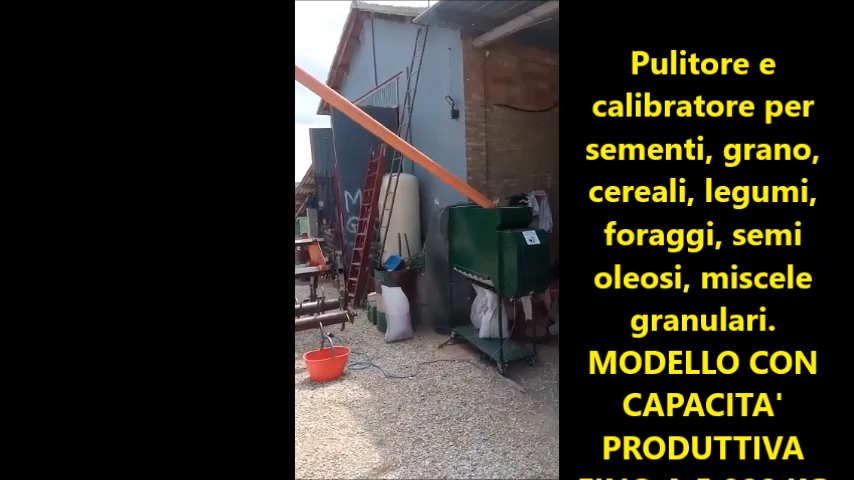 Pulitore e
calibratore per
sementi, grano,
cereali, legumi,
foraggi, semi
oleosi, miscele
granulari.
MODELLO CON
CAPACITA'
PRODUTTIVA